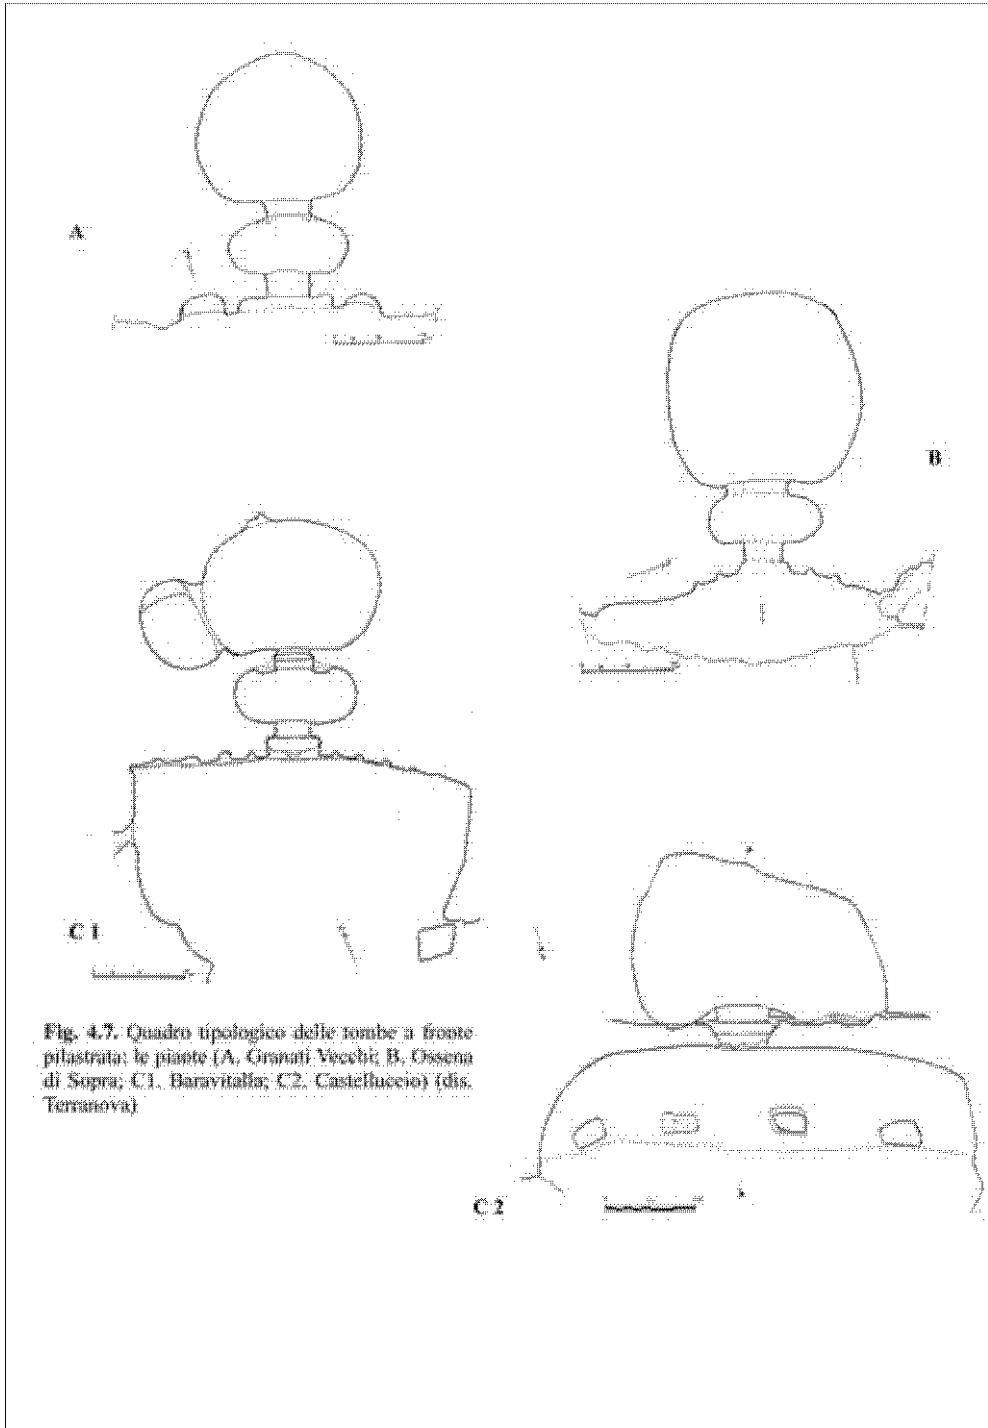 A
B
C 1
Fig. 4.7. Quadro tipologico delle tombe a fronte
pilastrata: le piante (A. Granati Vecchi; B. Ossena
di Sopra; C1. Baravitalla; C2. Castelluccio) (dis.
Terranova)
C 2